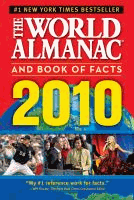 #1 NEW YORK TIMES BESTSELLER
THE
WORLD
ALMANAC®
AND BOOK OF FACTS
2010
"My #1 reference work for facts."